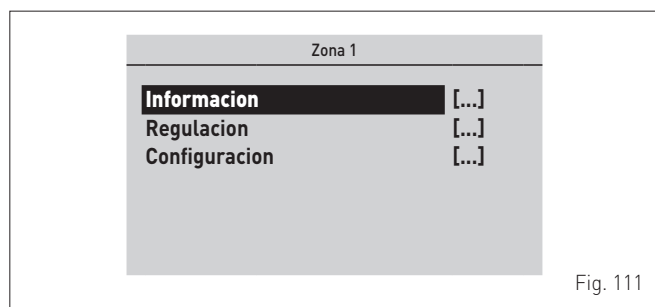 Zona 1
Informacion [...]
Regulacion [...]
Configuracion [...]
Fig. 111